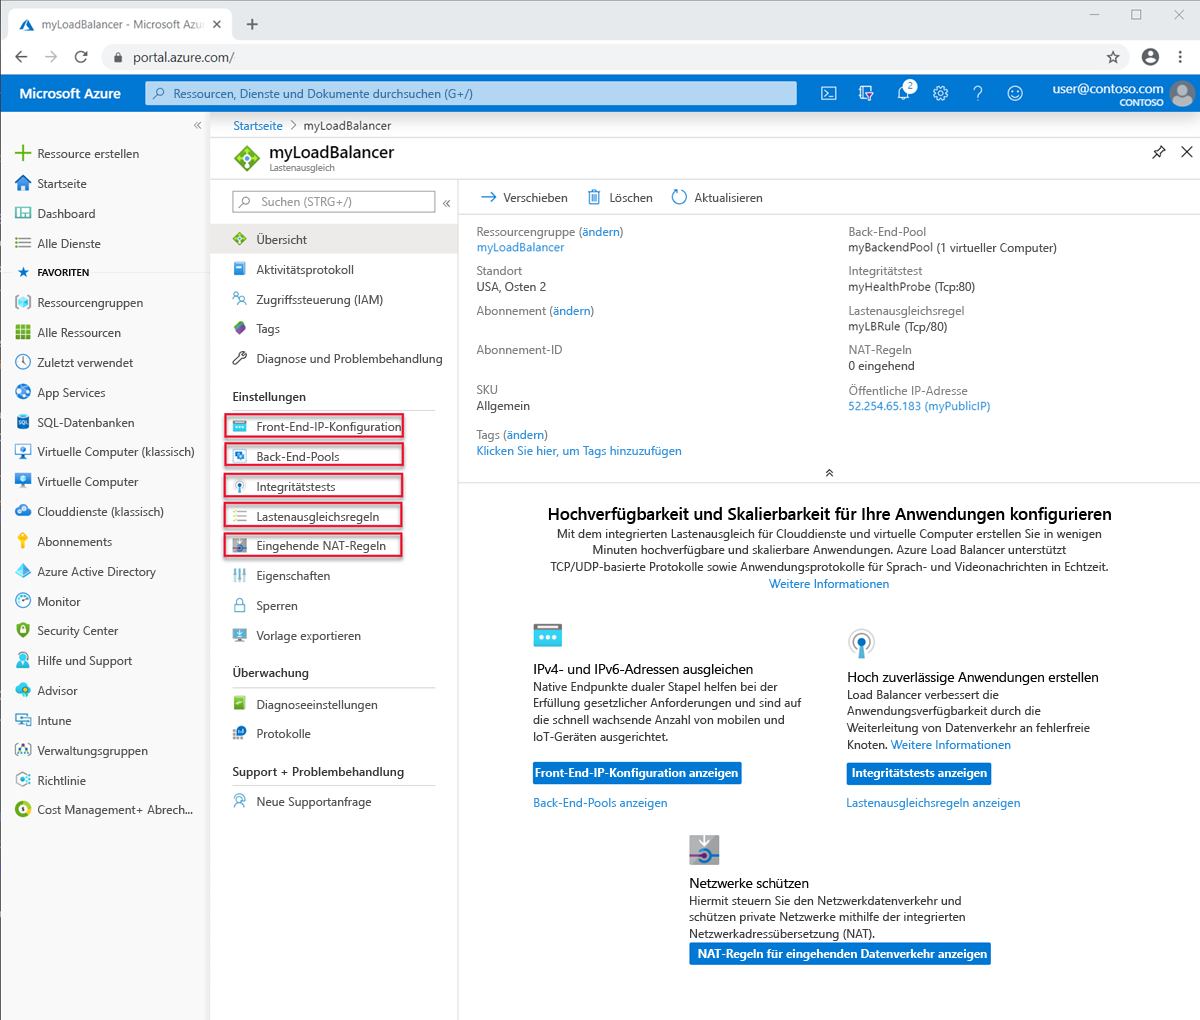 myLoadBalancer - Microsoft Azu
portal.azure.com/
Microsoft Azure
Ressourcen, Dienste und Dokumente durchsuchen (G+/)
2
user@contoso.com
CONTOSO
Ressource erstellen
Startseite
Dashboard
Alle Dienste
FAVORITEN
Ressourcengruppen
Alle Ressourcen
Zuletzt verwendet
App Services
SQL-Datenbanken
Virtuelle Computer (klassisch)
Virtuelle Computer
Clouddienste (klassisch)
Abonnements
Azure Active Directory
Monitor
Security Center
Hilfe und Support
Advisor
Intune
Verwaltungsgruppen
Richtlinie
Cost Management+ Abrech...
Startseite > myLoadBalancer
myLoadBalancer
Lastenausgleich
Suchen (STRG+/)
Übersicht
Aktivitätsprotokoll
Zugriffssteuerung (IAM)
Tags
Diagnose und Problembehandlung
Einstellungen
Front-End-IP-Konfiguration
Back-End-Pools
Integritätstests
Lastenausgleichsregeln
Eingehende NAT-Regeln
Eigenschaften
Sperren
Vorlage exportieren
Überwachung
Diagnoseeinstellungen
Protokolle
Support + Problembehandlung
Neue Supportanfrage
Verschieben
Löschen
Aktualisieren
Ressourcengruppe (ändern)
myLoadBalancer
Standort
USA, Osten 2
Abonnement (ändern)
Abonnement-ID
SKU
Allgemein
Tags (ändern)
Klicken Sie hier, um Tags hinzuzufügen
Back-End-Pool
myBackendPool (1 virtueller Computer)
Integritätstest
myHealthProbe (Tcp:80)
Lastenausgleichsregel
myLBRule (Tcp/80)
NAT-Regeln
0 eingehend
Öffentliche IP-Adresse
52.254.65.183 (myPublicIP)
Hochverfügbarkeit und Skalierbarkeit für Ihre Anwendungen konfigurieren
Mit dem integrierten Lastenausgleich für Clouddienste und virtuelle Computer erstellen Sie in wenigen
Minuten hochverfügbare und skalierbare Anwendungen. Azure Load Balancer unterstützt
TCP/UDP-basierte Protokolle sowie Anwendungsprotokolle für Sprach- und Videonachrichten in Echtzeit.
Weitere Informationen
IPv4- und IPv6-Adressen ausgleichen
Native Endpunkte dualer Stapel helfen bei der
Erfüllung gesetzlicher Anforderungen und sind auf
die schnell wachsende Anzahl von mobilen und
IoT-Geräten ausgerichtet.
Front-End-IP-Konfiguration anzeigen
Back-End-Pools anzeigen
Hoch zuverlässige Anwendungen erstellen
Load Balancer verbessert die
Anwendungsverfügbarkeit durch die
Weiterleitung von Datenverkehr an fehlerfreie
Knoten. Weitere Informationen
Integritätstests anzeigen
Lastenausgleichsregeln anzeigen
Netzwerke schützen
Hiermit steuern Sie den Netzwerkdatenverkehr und
schützen private Netzwerke mithilfe der integrierten
Netzwerkadressübersetzung (NAT).
NAT-Regeln für eingehenden Datenverkehr anzeigen